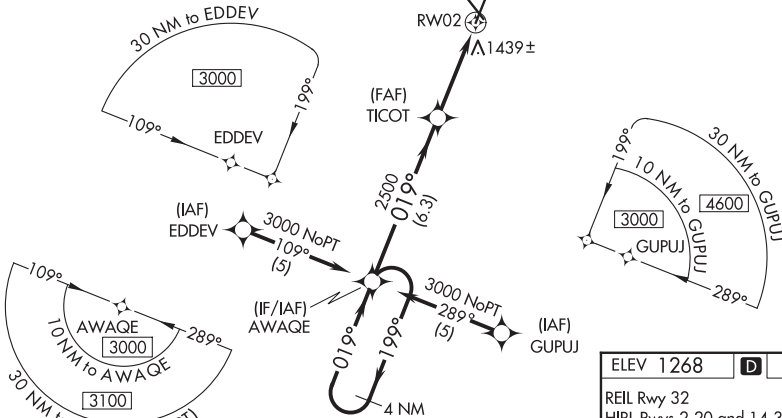 30 NM to EDDEV
3000
109°
199°
EDDEV
RW02
1439±
(FAF)
TICOT
2500
019°
(6.3)
(IAF)
EDDEV
3000 NoPT
109°
(5)
(IF/IAF)
AWAQE
3000 NoPT
289°
(5)
(IAF)
GUPUJ
019°
199°
4 NM
199°
30 NM to GUPUJ
10 NM to GUPUJ
4600
3000
GUPUJ
289°
109°
AWAQE
289°
3000
10 NM to AWAQE
3100
30 NM to
ELEV 1268
D
REIL Rwy 32